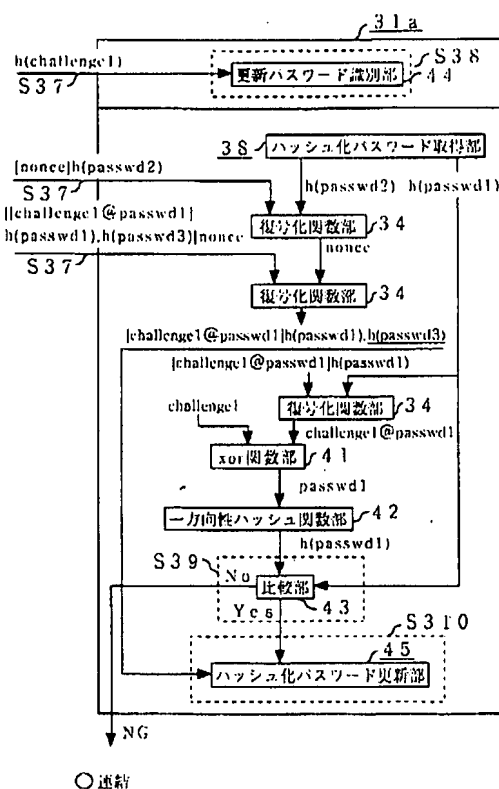 31a
h(challenge1)
S37
S38
更新パスワード識別部
44
38
ハッシュ化パスワード取得部
[nonce]h(passwd2)
S37
h(passwd2)
h(passwd1)
[[challenge1@passwd1]
h(passwd1),h(passwd3)]nonce
S37
復号化関数部
34
nonce
復号化関数部
34
[challenge1@passwd1]h(passwd1),h(passwd3)
[challenge1@passwd1]h(passwd1)
challenge1
復号化関数部
34
challenge1@passwd1
xor関数部
41
passwd1
一方向性ハッシュ関数部
42
h(passwd1)
S39
No
比較部
43
Yes
S310
45
ハッシュ化パスワード更新部
NG
○連結